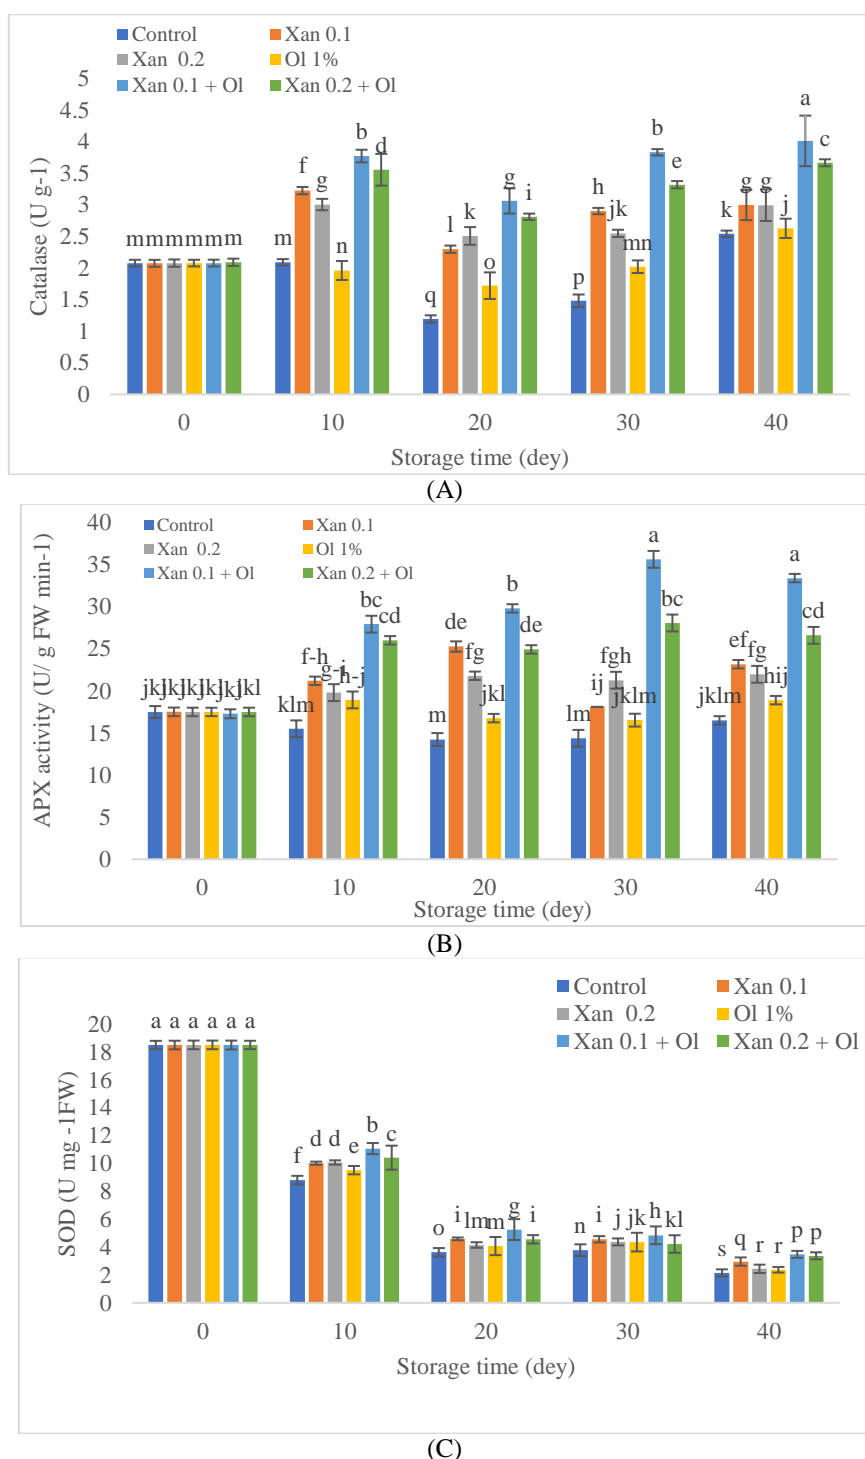 Control Xan 0.1
Xan 0.2 Ol 1%
Xan 0.1 + Ol Xan 0.2 + Ol
Catalase (U g-1)
5
4.5
4
3.5
3
2.5
2
1.5
1
0.5
0
m m m m m m
m f g n b d
q l k o g i
p h jk mn b e
k g g j a c
0 10 20 30 40
Storage time (dey)
(A)
Control Xan 0.1
Xan 0.2 Ol 1%
Xan 0.1 + Ol Xan 0.2 + Ol
APX activity (U/ g FW min-1)
40
35
30
25
20
15
10
5
0
jkl jkl jkl jkl jkl jkl
klm f-h g-i h-j bc cd
m de fg jkl b de
lm ij fgh jklm a bc
jklm ef fg hij a cd
0 10 20 30 40
Storage time (dey)
(B)
Control Xan 0.1
Xan 0.2 Ol 1%
Xan 0.1 + Ol Xan 0.2 + Ol
SOD (U mg -1FW)
20
18
16
14
12
10
8
6
4
2
0
a a a a a a
f d d e b c
o i lm m g i
n i j jk h kl
s q r r p p
0 10 20 30 40
Storage time (dey)
(C)